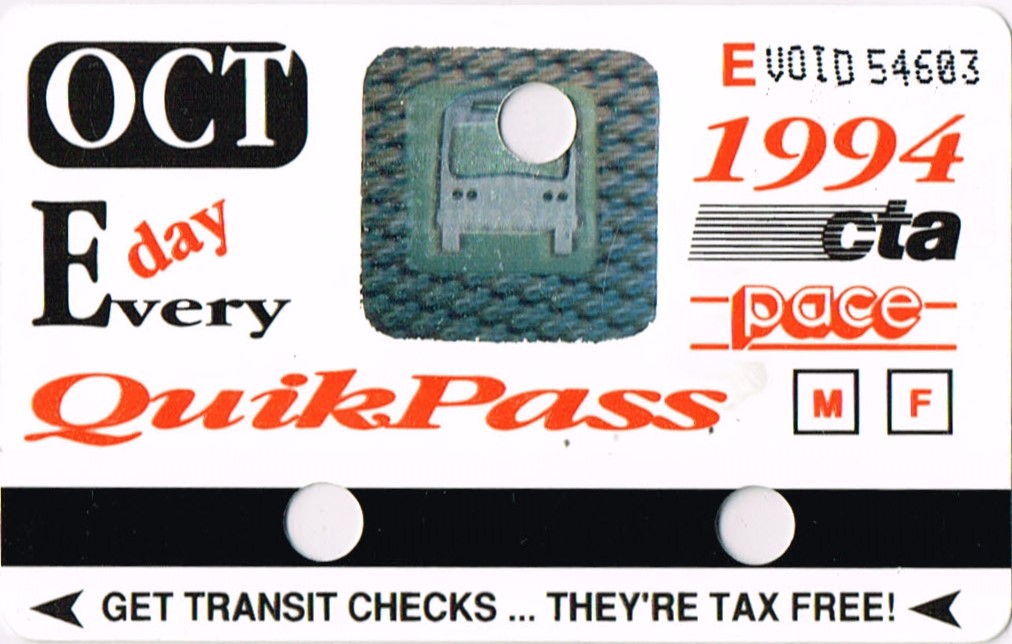 OCT
E VOID 54603
1994
day
Every
cta
pace
QuikPass
M F
GET TRANSIT CHECKS ... THEY'RE TAX FREE!